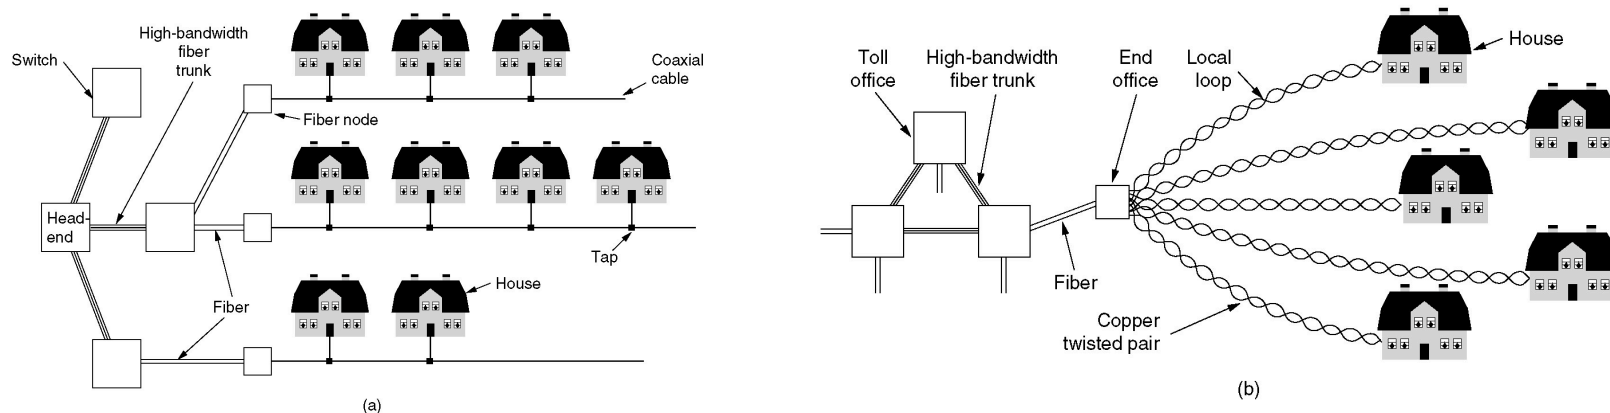 High-bandwidth
fiber
trunk
Switch
Coaxial
cable
Fiber node
Head-
end
Tap
Fiber
House
(a)
Toll
office
High-bandwidth
fiber trunk
End
office
Local
loop
House
Fiber
Copper
twisted pair
(b)